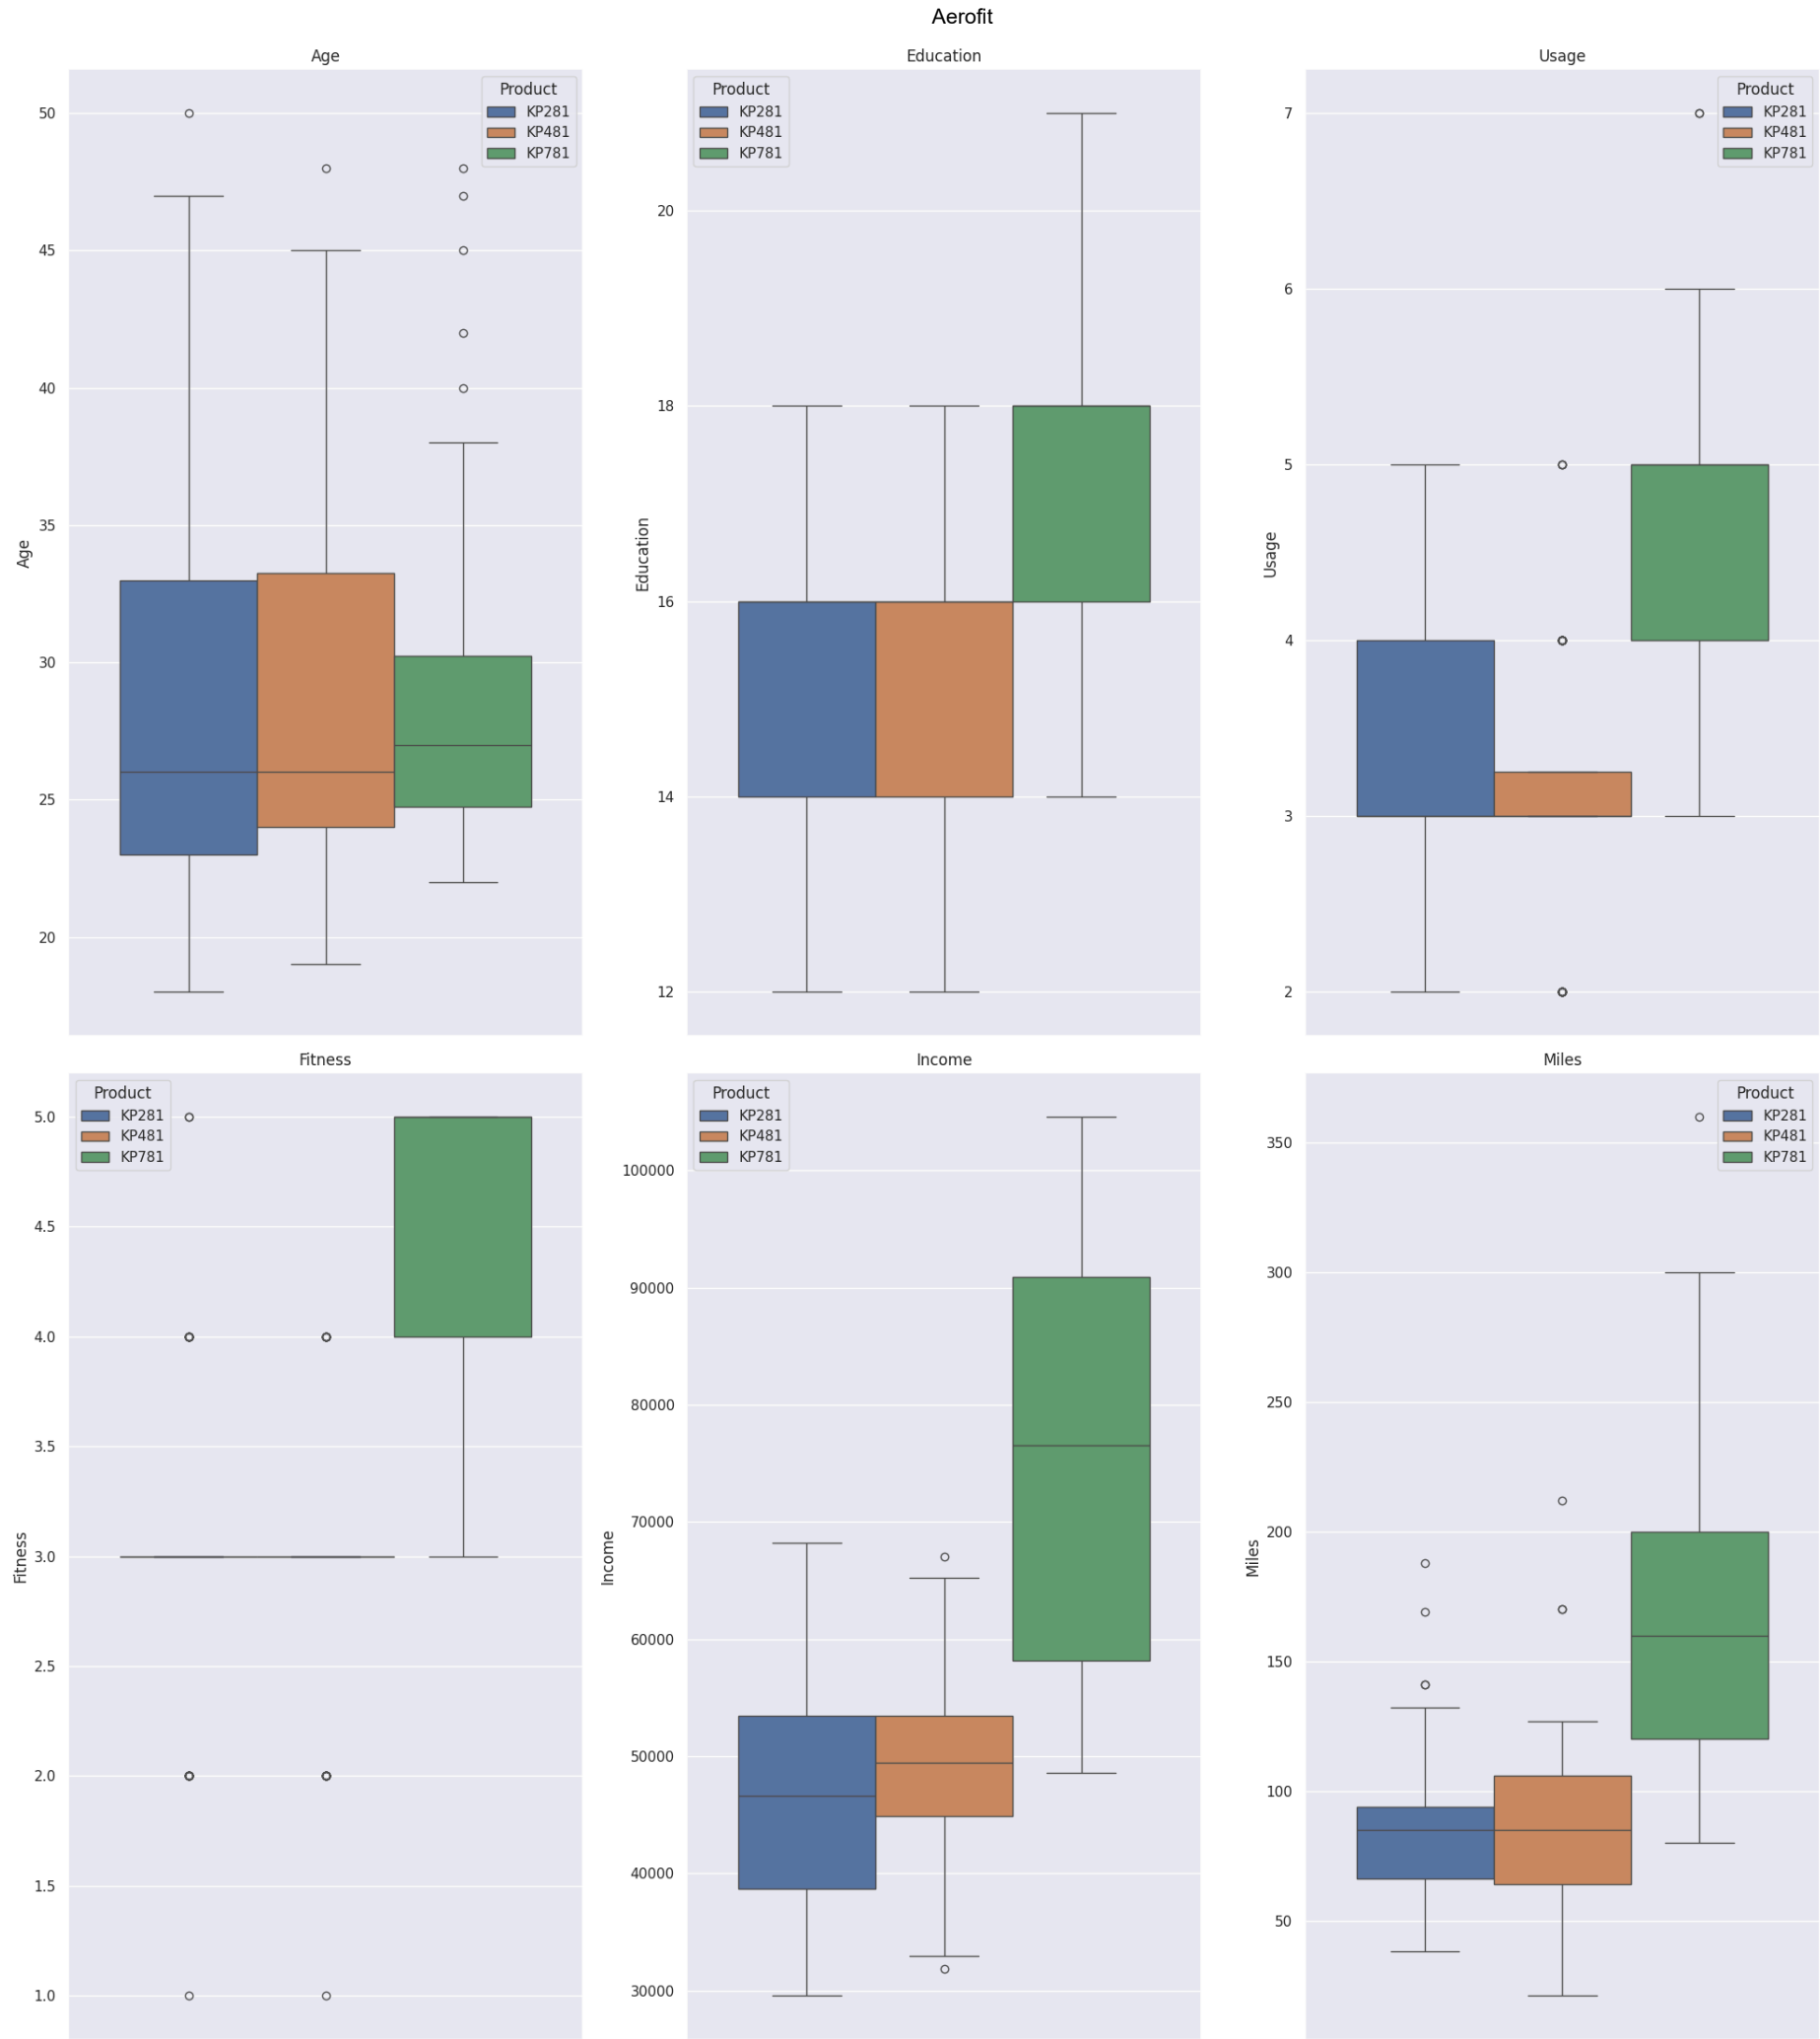 Aerofit
Age
Product
KP281
KP481
KP781
50
45
40
35
30
25
20
Age
Education
Product
KP281
KP481
KP781
20
18
16
14
12
Education
Usage
Product
KP281
KP481
KP781
7
6
5
4
3
2
Usage
Fitness
Product
KP281
KP481
KP781
5.0
4.5
4.0
3.5
3.0
2.5
2.0
1.5
1.0
Fitness
Income
Product
KP281
KP481
KP781
100000
90000
80000
70000
60000
50000
40000
30000
Income
Miles
Product
KP281
KP481
KP781
350
300
250
200
150
100
50
Miles